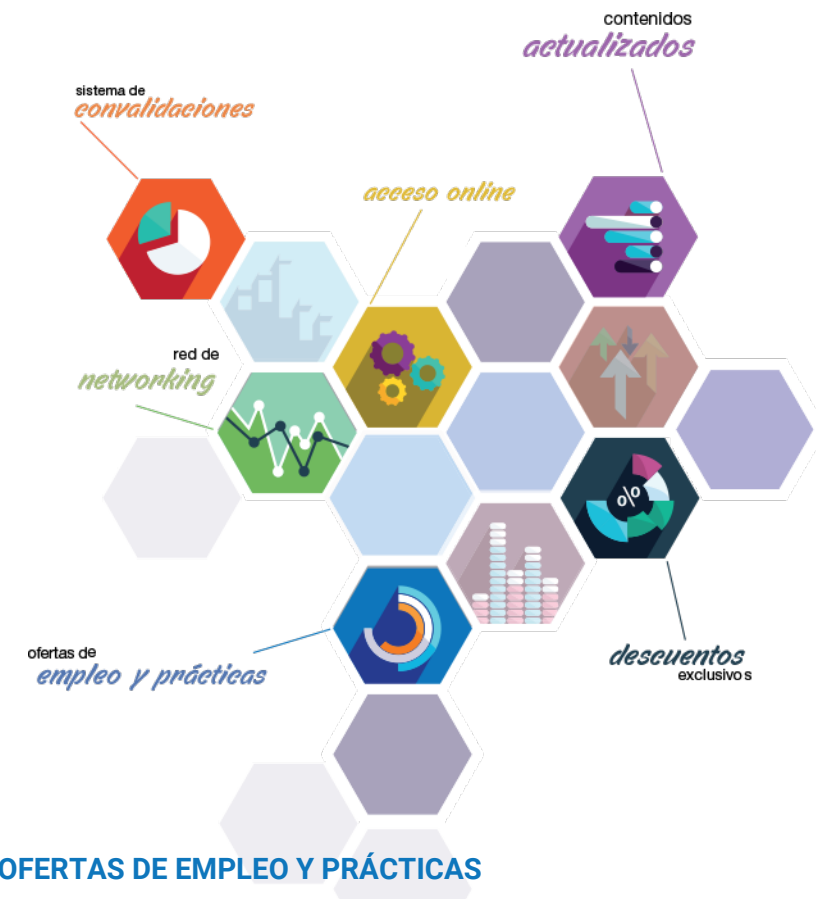 contenidos
actualizados
sistema de
convalidaciones
acceso online
red de
networking
%
ofertas de
empleo y prácticas
descuentos
exclusivos
OFERTAS DE EMPLEO Y PRÁCTICAS